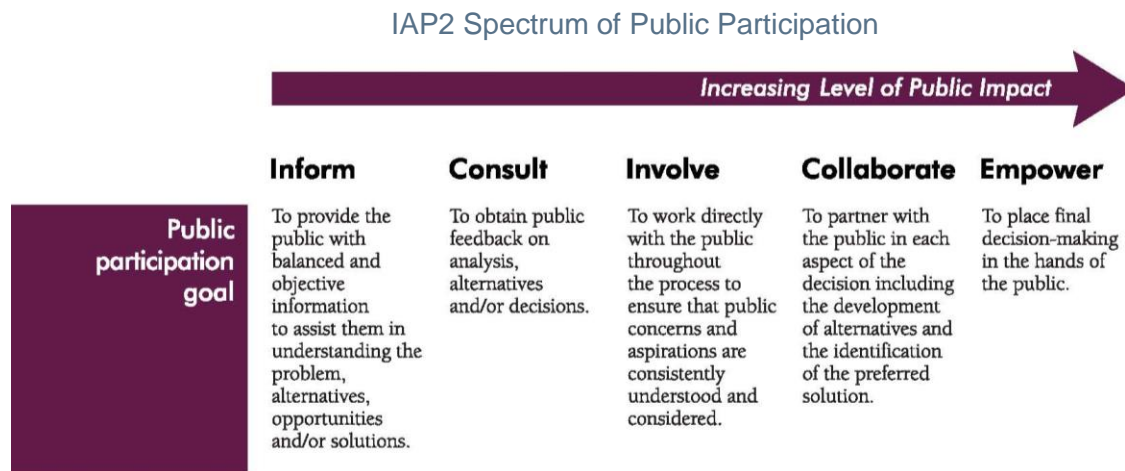 IAP2 Spectrum of Public Participation
Increasing Level of Public Impact
Inform
Consult
Involve
Collaborate
Empower
Public
participation
goal
To provide the
public with
balanced and
objective
information
to assist them in
understanding the
problem,
alternatives,
opportunities
and/or solutions.
To obtain public
feedback on
analysis,
alternatives
and/or decisions.
To work directly
with the public
throughout
the process to
ensure that public
concerns and
aspirations are
consistently
understood and
considered.
To partner with
the public in each
aspect of the
decision including
the development
of alternatives and
the identification
of the preferred
solution.
To place final
decision-making
in the hands of
the public.